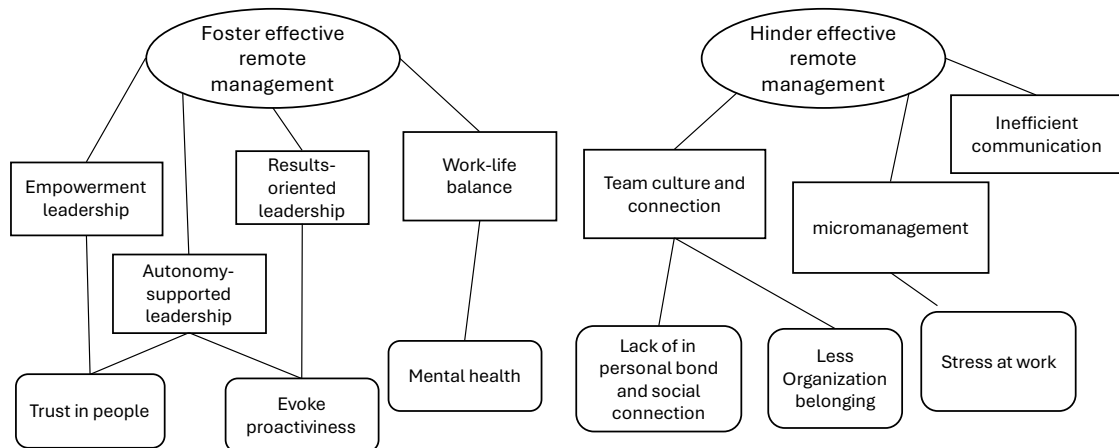 Foster effective
remote
management
Hinder effective
remote
management
Empowerment
leadership
Results-
oriented
leadership
Work-life
balance
Autonomy-
supported
leadership
Trust in people
Evoke
proactiviness
Mental health
Team culture and
connection
micromanagement
Inefficient
communication
Lack of in
personal bond
and social
connection
Less
Organization
belonging
Stress at work